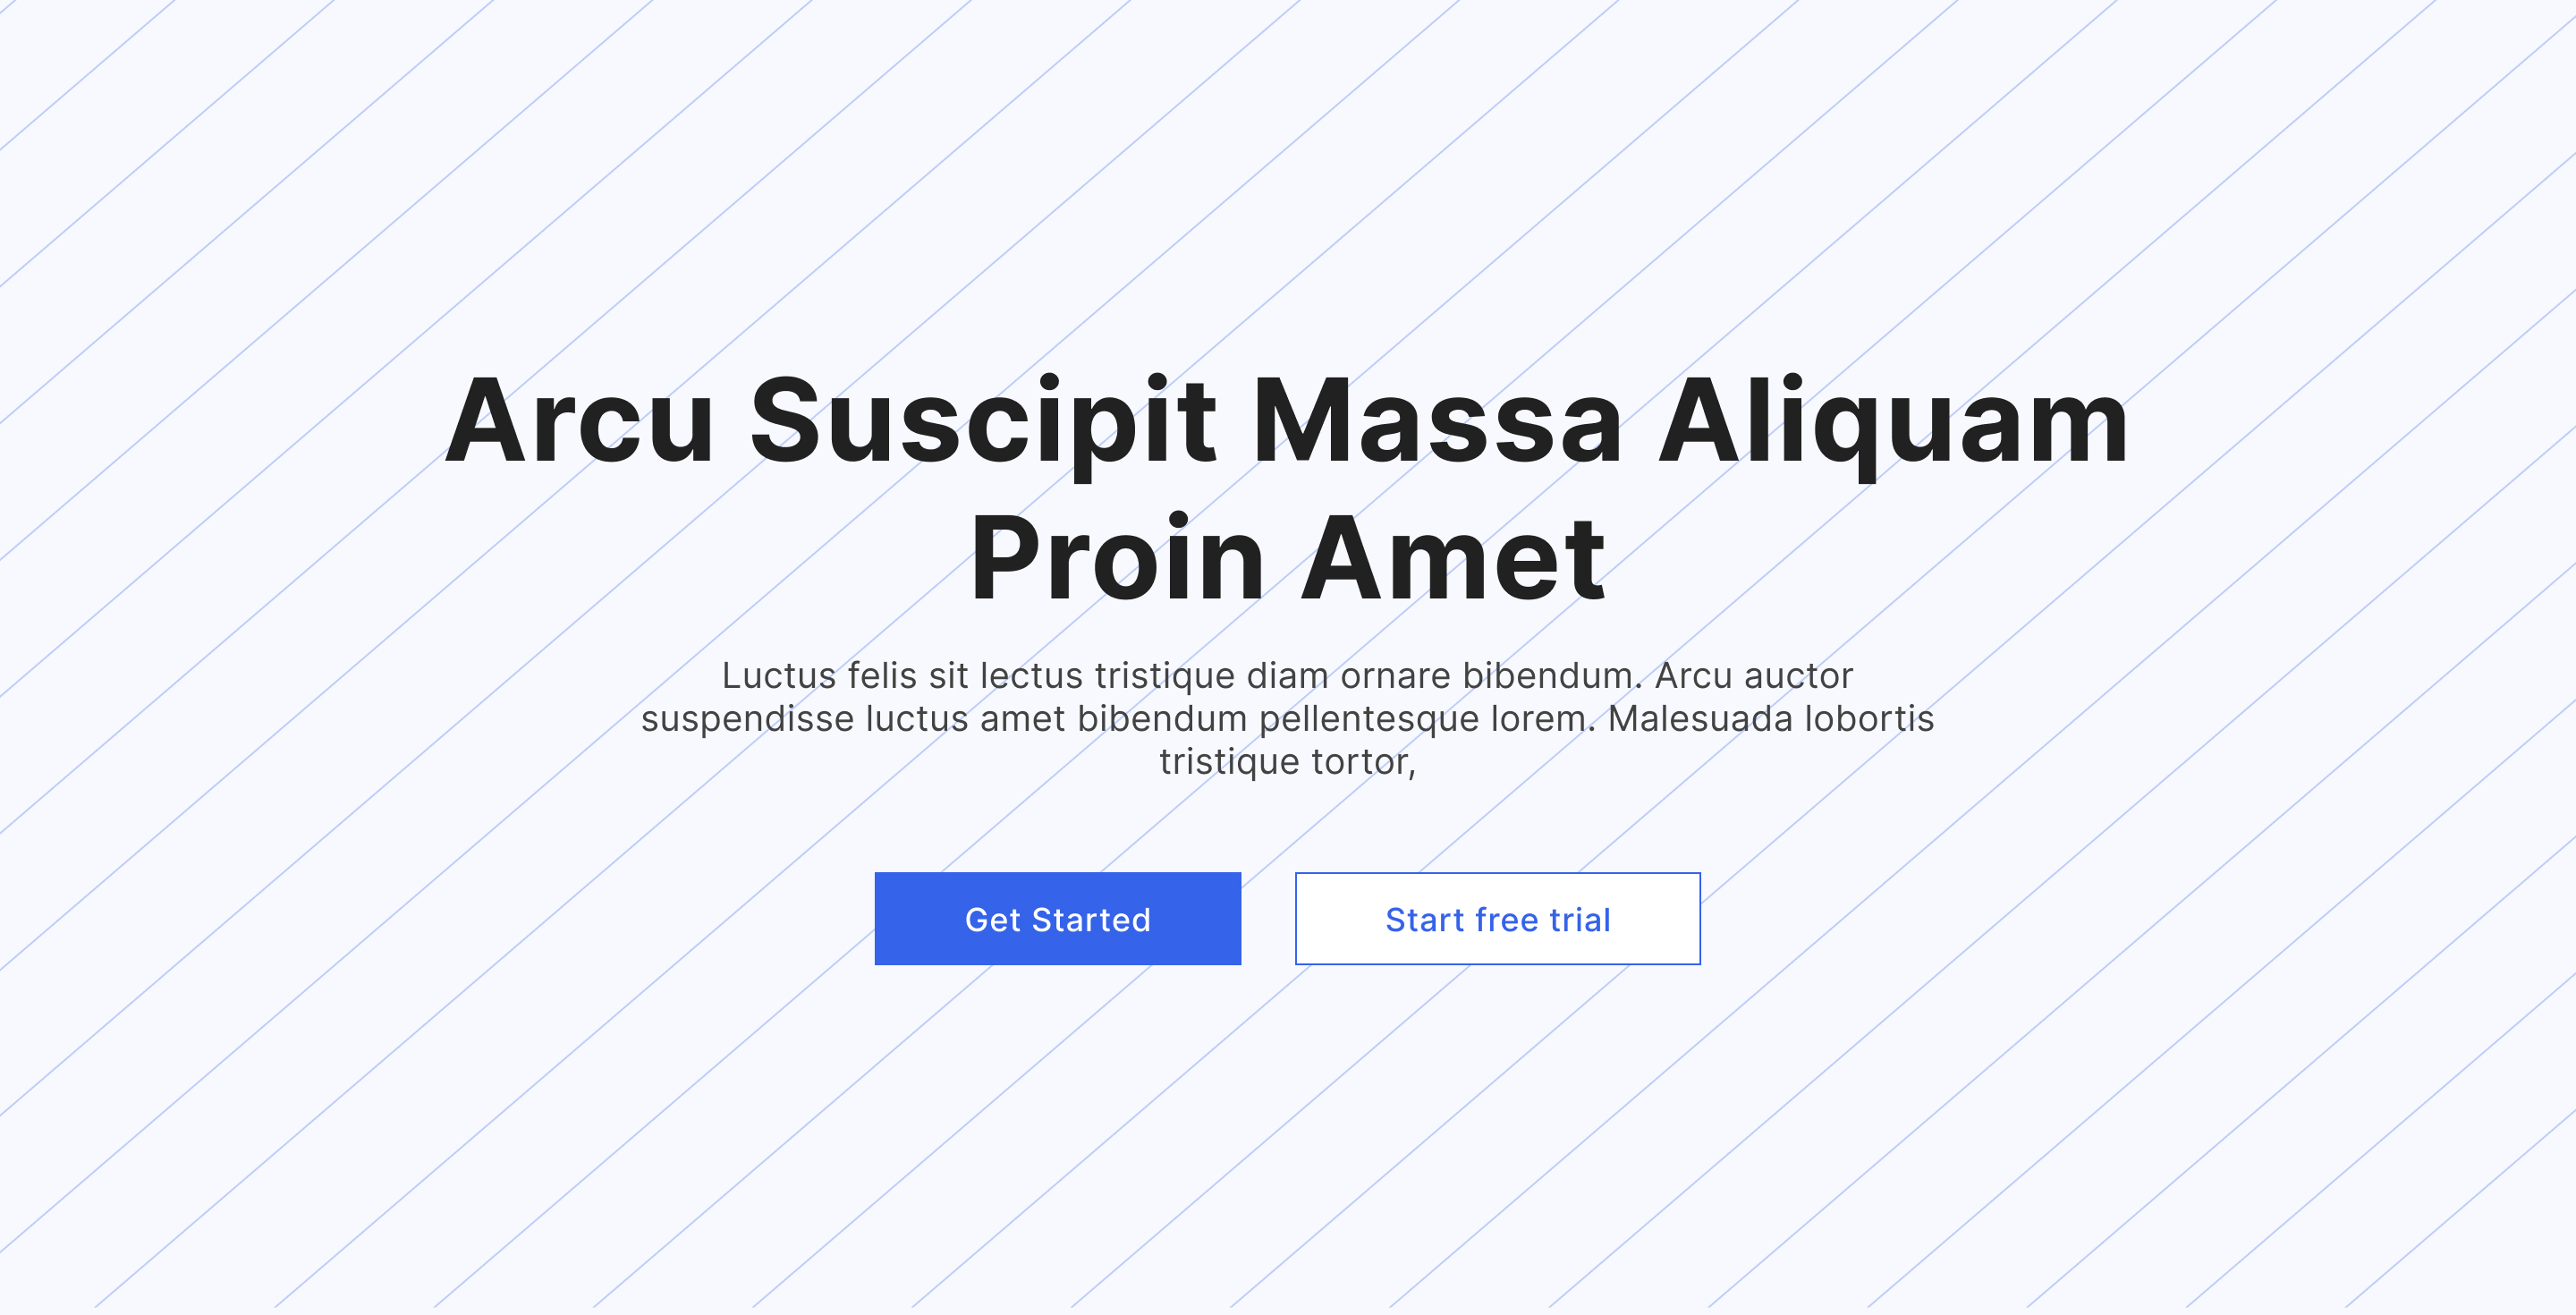 Arcu Suscipit Massa Aliquam
Proin Amet
Luctus felis sit lectus tristique diam ornare bibendum. Arcu auctor
suspendisse luctus amet bibendum pellentesque lorem. Malesuada lobortis
tristique tortor,
Get Started
Start free trial